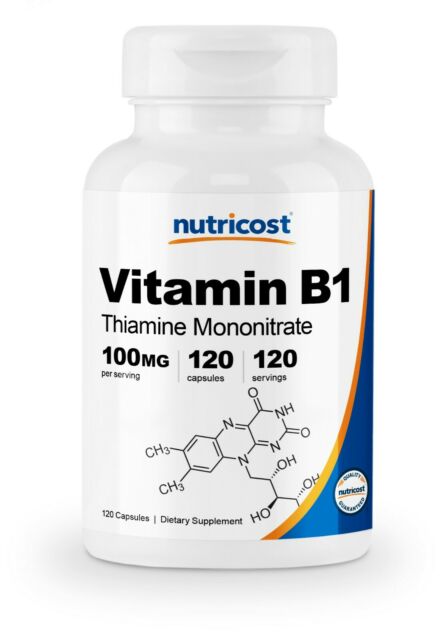 nutricost®
Vitamin B1
Thiamine Mononitrate
100MG 120 120
per serving capsules servings
O
N NH
CH₃
N N O
CH₃
OH
OH
HO OH
120 Capsules | Dietary Supplement
QUALITY
nutricost
GUARANTEED